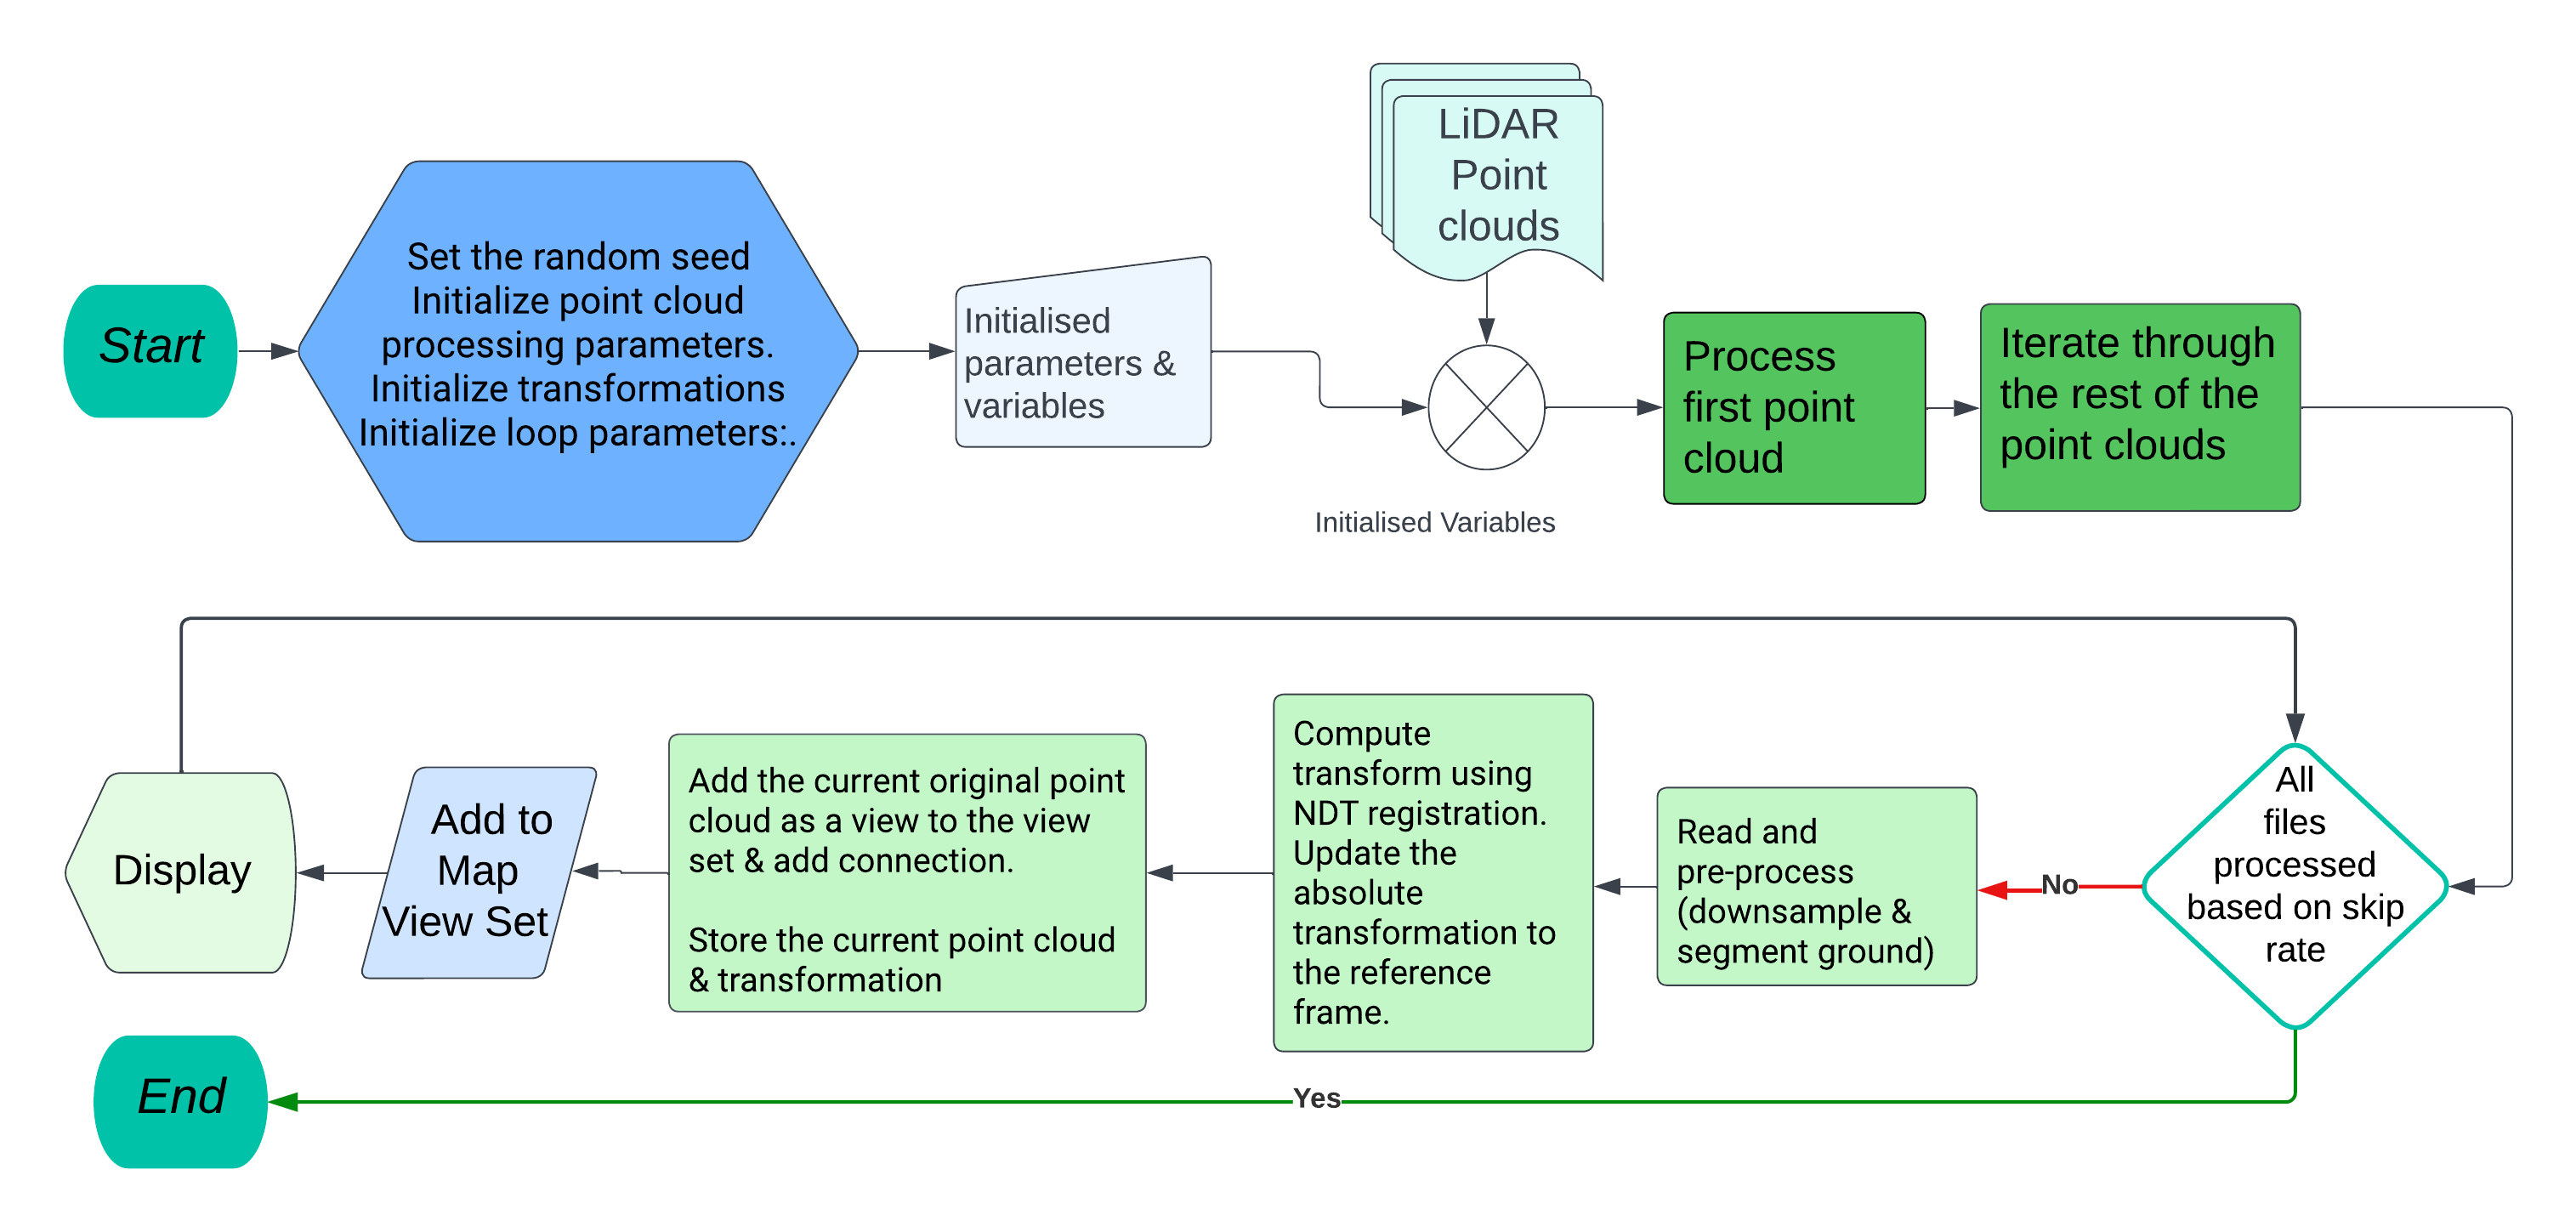 Start
Set the random seed
Initialize point cloud
processing parameters.
Initialize transformations
Initialize loop parameters:.
Initialised
parameters &
variables
LiDAR
Point
clouds
Initialised Variables
Process
first point
cloud
Iterate through
the rest of the
point clouds
All
files
processed
based on skip
rate
No
Read and
pre-process
(downsample &
segment ground)
Compute
transform using
NDT registration.
Update the
absolute
transformation to
the reference
frame.
Add the current original point
cloud as a view to the view
set & add connection.
Store the current point cloud
& transformation
Add to
Map
View Set
Display
Yes
End